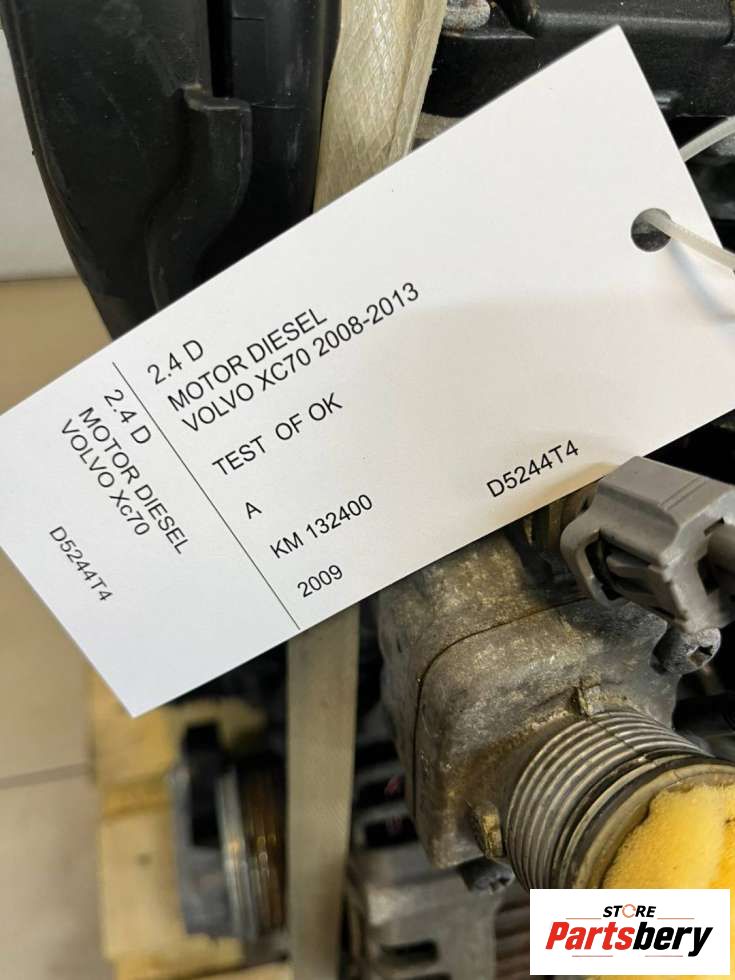 2.4 D
MOTOR DIESEL
VOLVO Xc70
D5244T4
2.4 D
MOTOR DIESEL
VOLVO XC70 2008-2013
TEST OF OK
A
KM 132400
2009
D5244T4
STORE
Partsbery